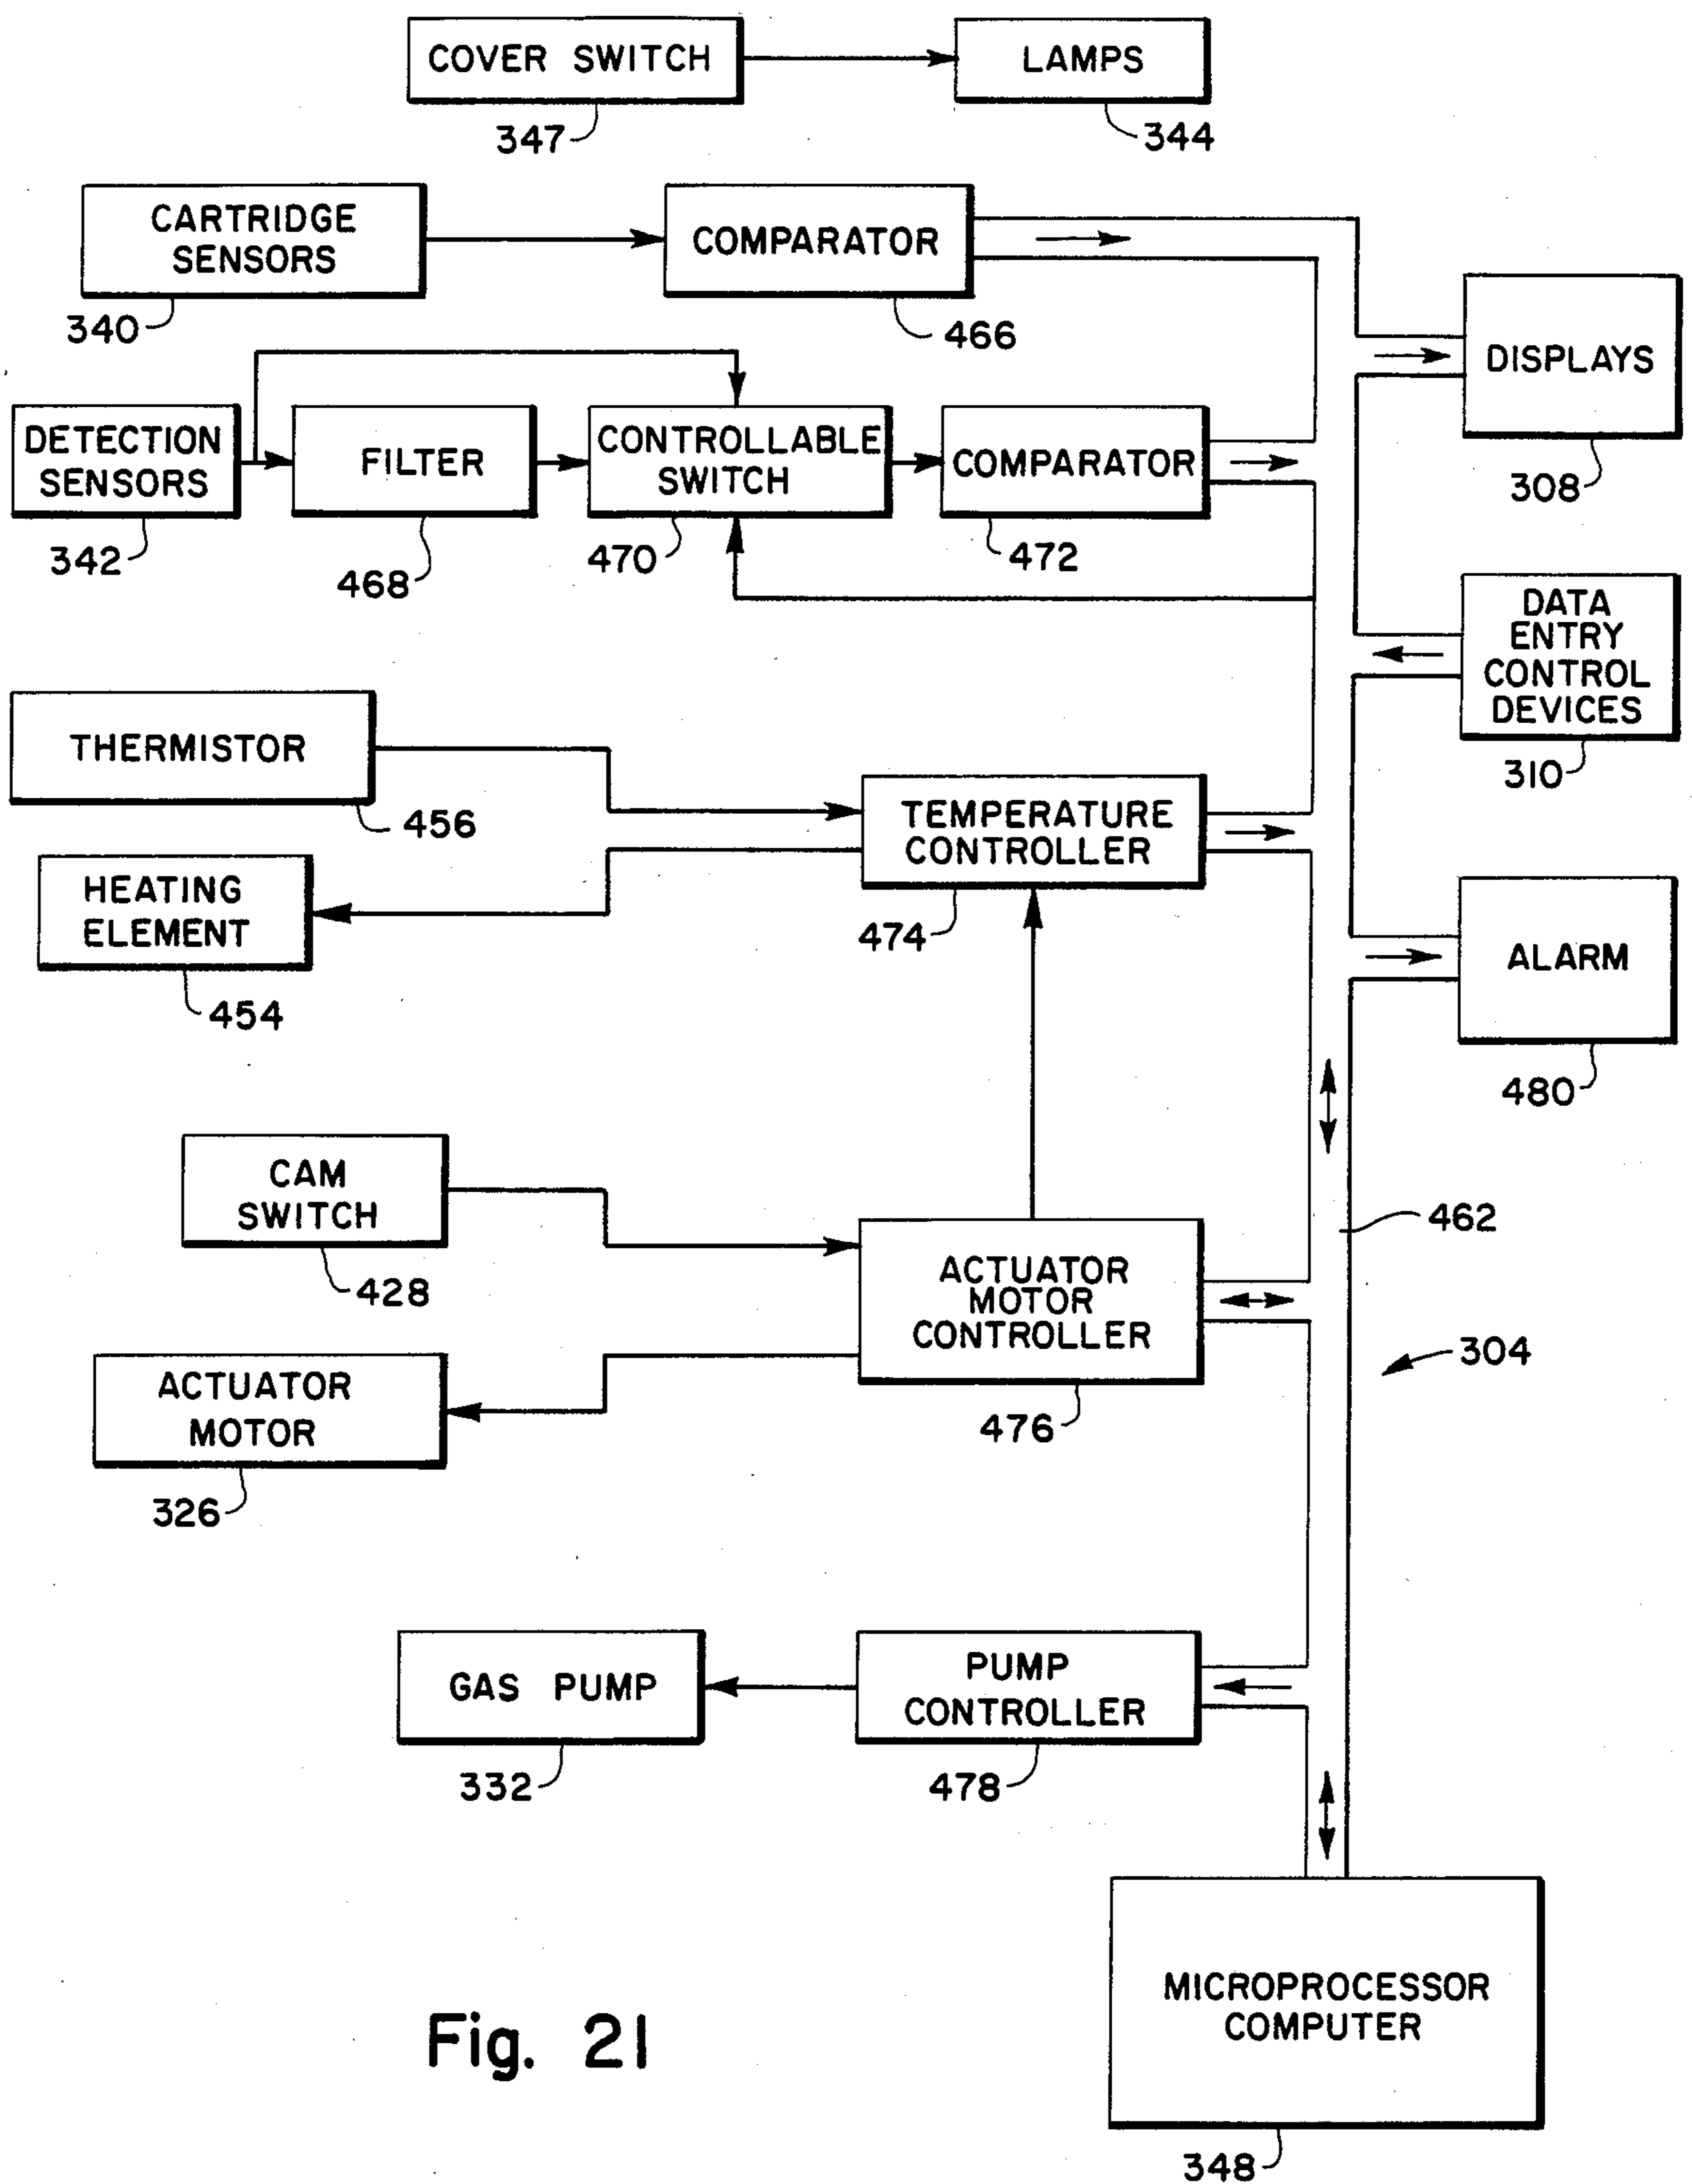 COVER SWITCH
LAMPS
347
344
CARTRIDGE
SENSORS
COMPARATOR
340
466
DISPLAYS
308
DETECTION
SENSORS
FILTER
CONTROLLABLE
SWITCH
COMPARATOR
342
468
470
472
DATA
ENTRY
CONTROL
DEVICES
310
THERMISTOR
456
TEMPERATURE
CONTROLLER
474
HEATING
ELEMENT
454
ALARM
480
CAM
SWITCH
428
462
ACTUATOR
MOTOR
CONTROLLER
476
304
ACTUATOR
MOTOR
326
GAS PUMP
332
PUMP
CONTROLLER
478
MICROPROCESSOR
COMPUTER
348
Fig. 21